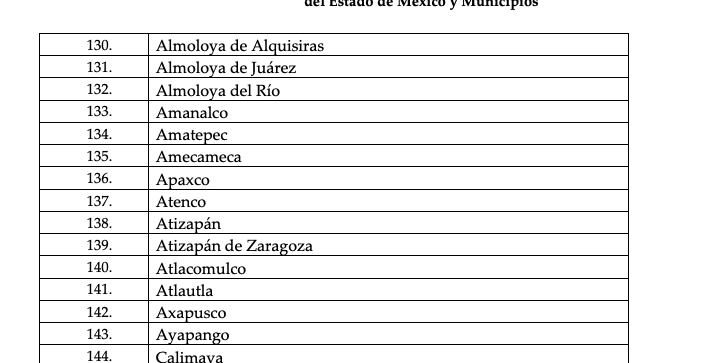 del Estado de México y Municipios
130. Almoloya de Alquisiras
131. Almoloya de Juárez
132. Almoloya del Río
133. Amanalco
134. Amatepec
135. Amecameca
136. Apaxco
137. Atenco
138. Atizapán
139. Atizapán de Zaragoza
140. Atlacomulco
141. Atlautla
142. Axapusco
143. Ayapango
144. Calimaya